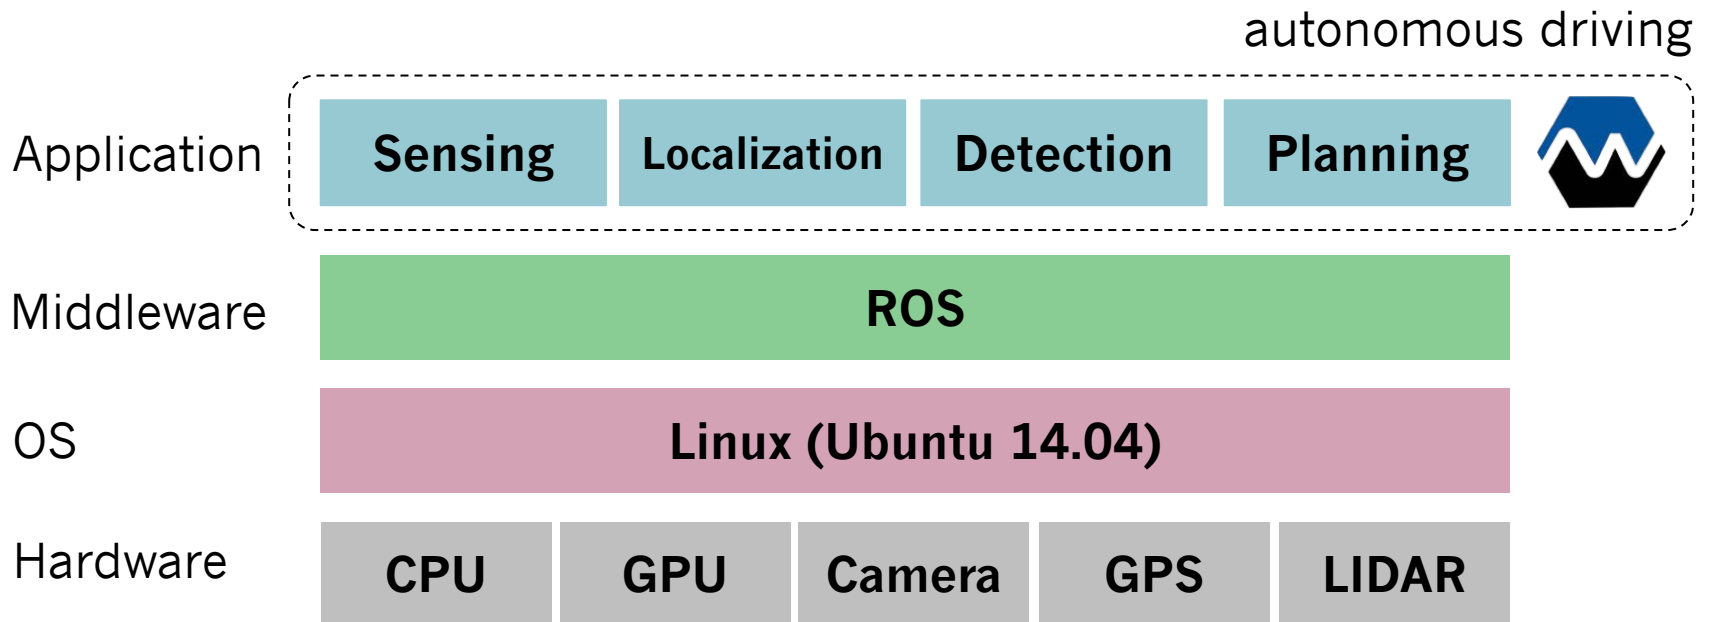 autonomous driving
Application
Sensing
Localization
Detection
Planning
Middleware
ROS
OS
Linux (Ubuntu 14.04)
Hardware
CPU
GPU
Camera
GPS
LIDAR